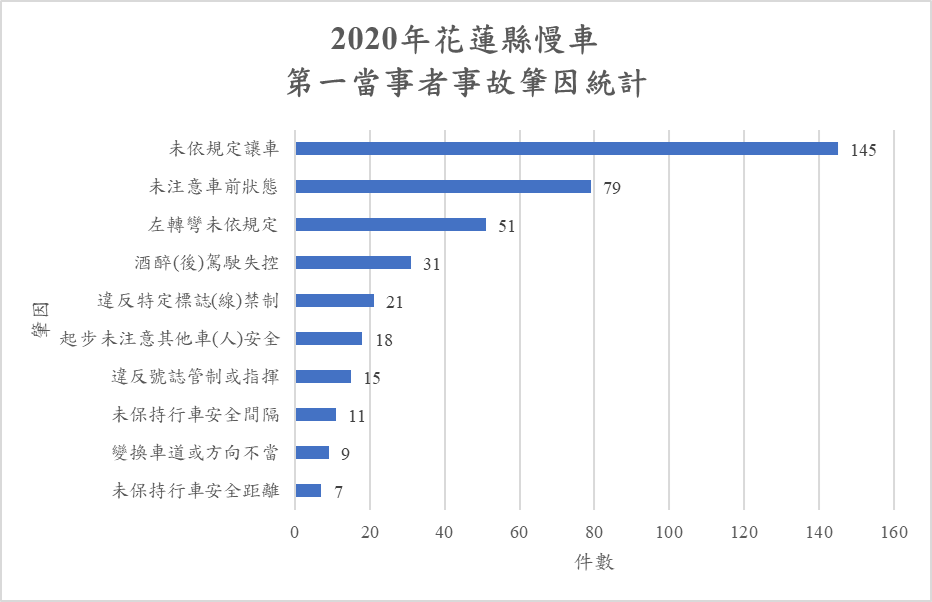 2020年花蓮縣慢車
第一當事者事故肇因統計
未依規定讓車 145
未注意車前狀態 79
左轉彎未依規定 51
酒醉(後)駕駛失控 31
違反特定標誌(線)禁制 21
起步未注意其他車(人)安全 18
違反號誌管制或指揮 15
未保持行車安全間隔 11
變換車道或方向不當 9
未保持行車安全距離 7
肇因
0 20 40 60 80 100 120 140 160
件數